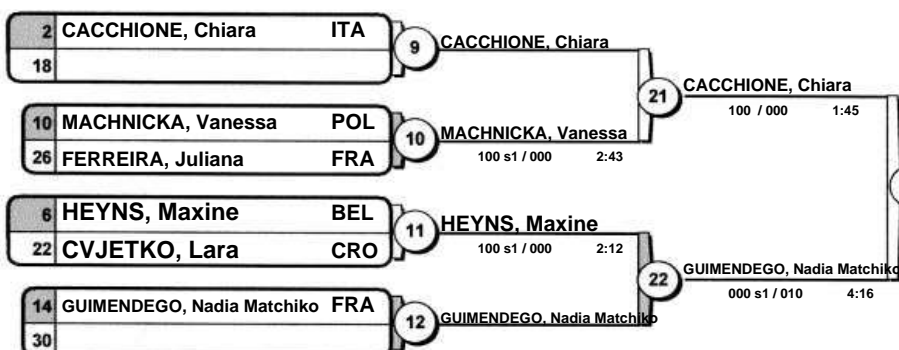 2 CACCHIONE, Chiara ITA
18
9
CACCHIONE, Chiara
10 MACHNICKA, Vanessa POL
26 FERREIRA, Juliana FRA
10
MACHNICKA, Vanessa
100 s1 / 000 2:43
21
CACCHIONE, Chiara
100 / 000 1:45
6 HEYNS, Maxine BEL
22 CVJETKO, Lara CRO
11
HEYNS, Maxine
100 s1 / 000 2:12
14 GUIMENDEGO, Nadia Matchiko FRA
30
12
GUIMENDEGO, Nadia Matchiko
22
GUIMENDEGO, Nadia Matchiko
000 s1 / 010 4:16